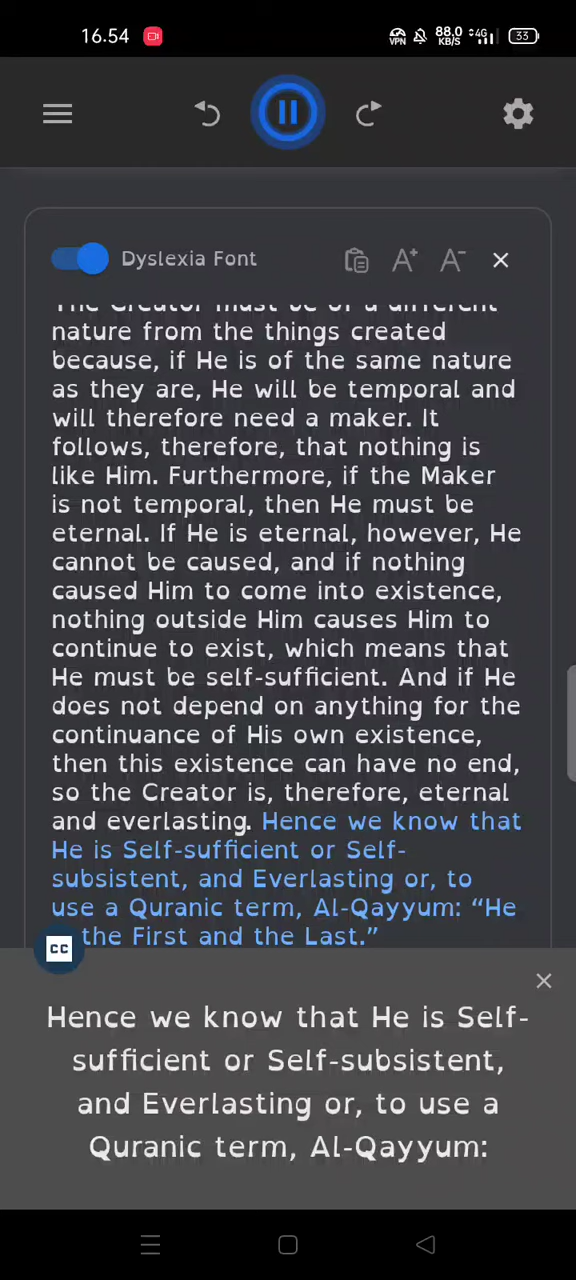 16.54
VPN
88.0
KB/S
4G
33
Dyslexia Font
A+
A-
The Creator must be of a different
nature from the things created
because, if He is of the same nature
as they are, He will be temporal and
will therefore need a maker. It
follows, therefore, that nothing is
like Him. Furthermore, if the Maker
is not temporal, then He must be
eternal. If He is eternal, however, He
cannot be caused, and if nothing
caused Him to come into existence,
nothing outside Him causes Him to
continue to exist, which means that
He must be self-sufficient. And if He
does not depend on anything for the
continuance of His own existence,
then this existence can have no end,
so the Creator is, therefore, eternal
and everlasting. Hence we know that
He is Self-sufficient or Self-
subsistent, and Everlasting or, to
use a Quranic term, Al-Qayyum: “He
the First and the Last.”
CC
Hence we know that He is Self-
sufficient or Self-subsistent,
and Everlasting or, to use a
Quranic term, Al-Qayyum: